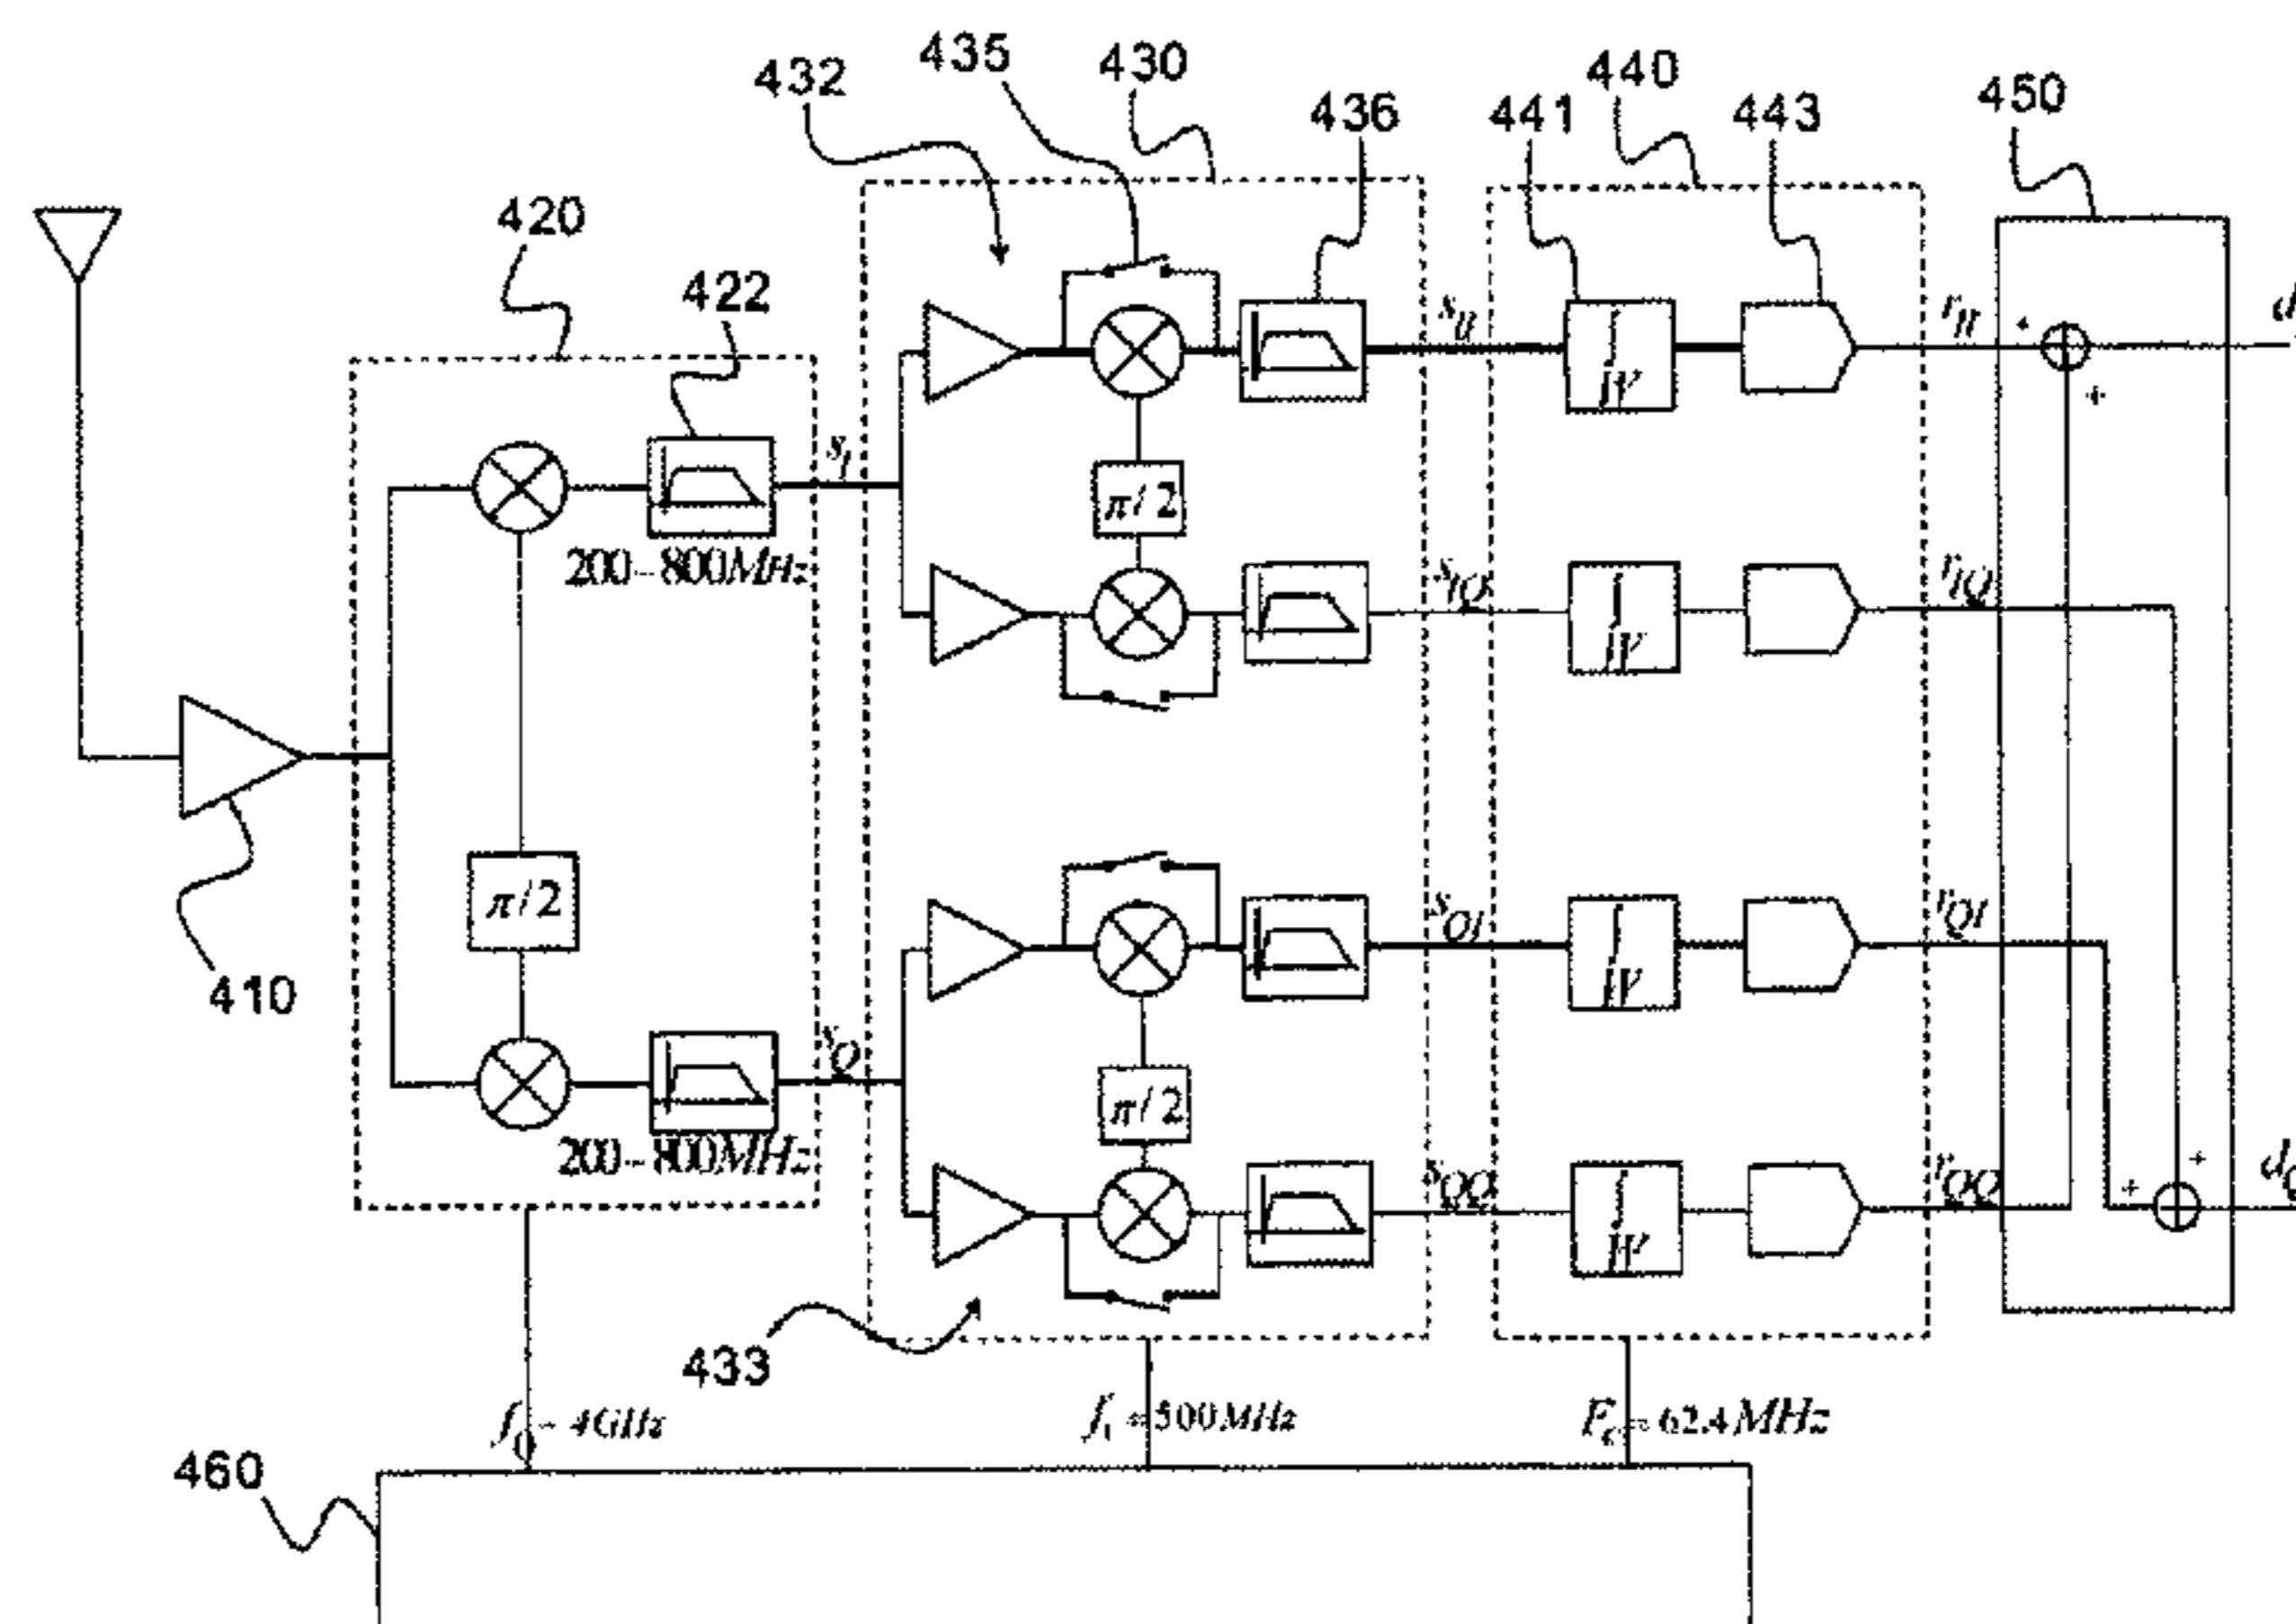 435
430
440
432
450
436
441
443
420
422
s_I
s_II
r_II
+
+
d
π/2
200-800MHz
s_IQ
r_IQ
π/2
410
s_QI
r_QI
π/2
s_Q
200-800MHz
s_QQ
r_QQ
+
+
d_Q
433
f_0 = 4GHz
f_1 = 500MHz
F_c = 62.4MHz
460